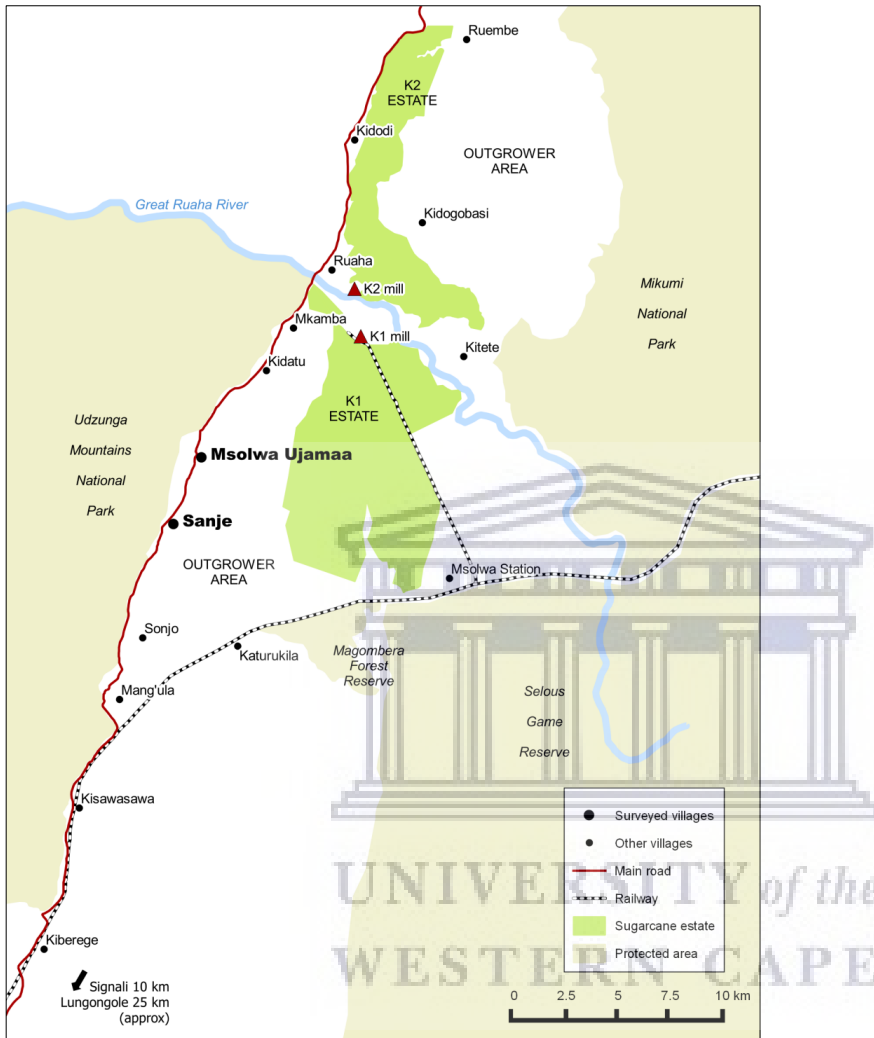 Ruembe
K2
ESTATE
Kidodi
OUTGROWER
AREA
Great Ruaha River
Kidogobasi
Ruaha
K2 mill
Mikumi
National
Park
Mkamba
K1 mill
Kitete
Kidatu
K1
ESTATE
Udzunga
Mountains
National
Park
Msolwa Ujamaa
Sanje
OUTGROWER
AREA
Msolwa Station
Sonjo
Katurukila
Magombera
Forest
Reserve
Mang'ula
Selous
Game
Reserve
Kisawasawa
Surveyed villages
Other villages
Main road
Railway
Sugarcane estate
Protected area
UNIVERSITY of the
WESTERN CAPE
Kiberege
Signali 10 km
Lungongole 25 km
(approx)
0 2.5 5 7.5 10 km